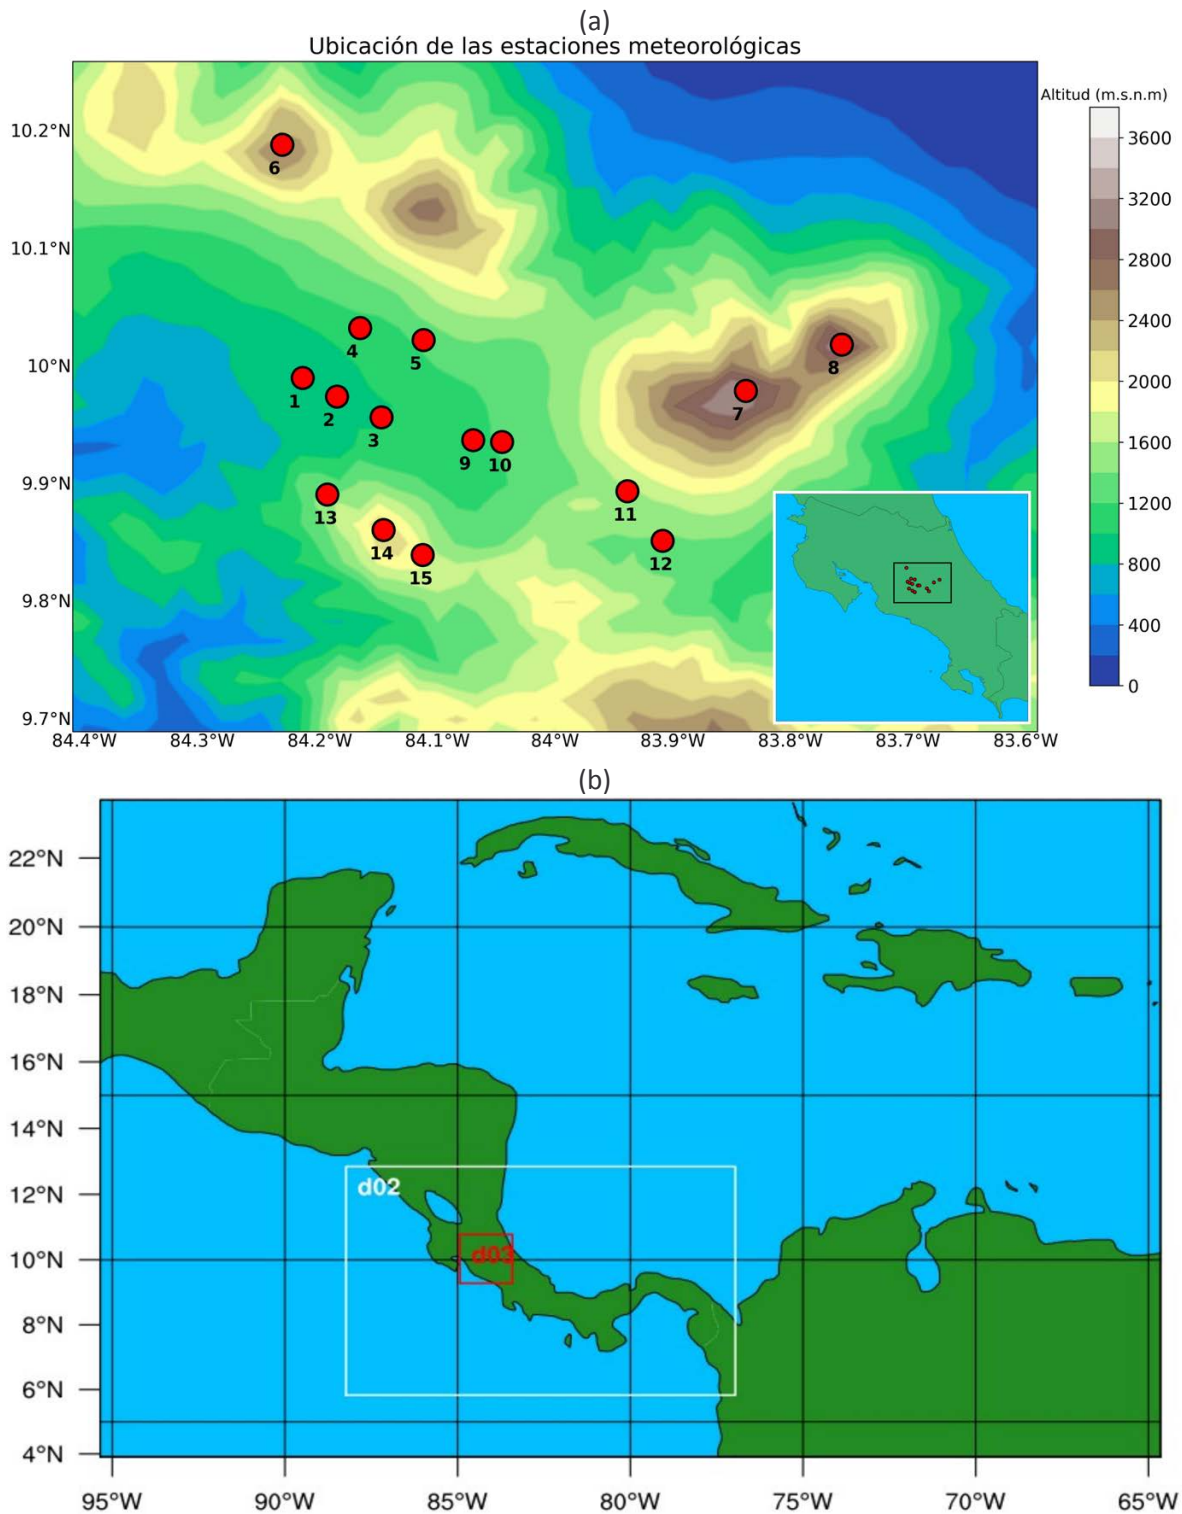 (a)
Ubicación de las estaciones meteorológicas
Altitud (m.s.n.m)
10.2°N
10.1°N
10°N
9.9°N
9.8°N
9.7°N
3600
3200
2800
2400
2000
1600
1200
800
400
0
6
4
5
8
1
2
7
3
9
10
13
11
14
12
15
84.4°W 84.3°W 84.2°W 84.1°W 84°W 83.9°W 83.8°W 83.7°W 83.6°W
(b)
22°N
20°N
18°N
16°N
14°N
12°N
10°N
8°N
6°N
4°N
d02
d03
95°W 90°W 85°W 80°W 75°W 70°W 65°W